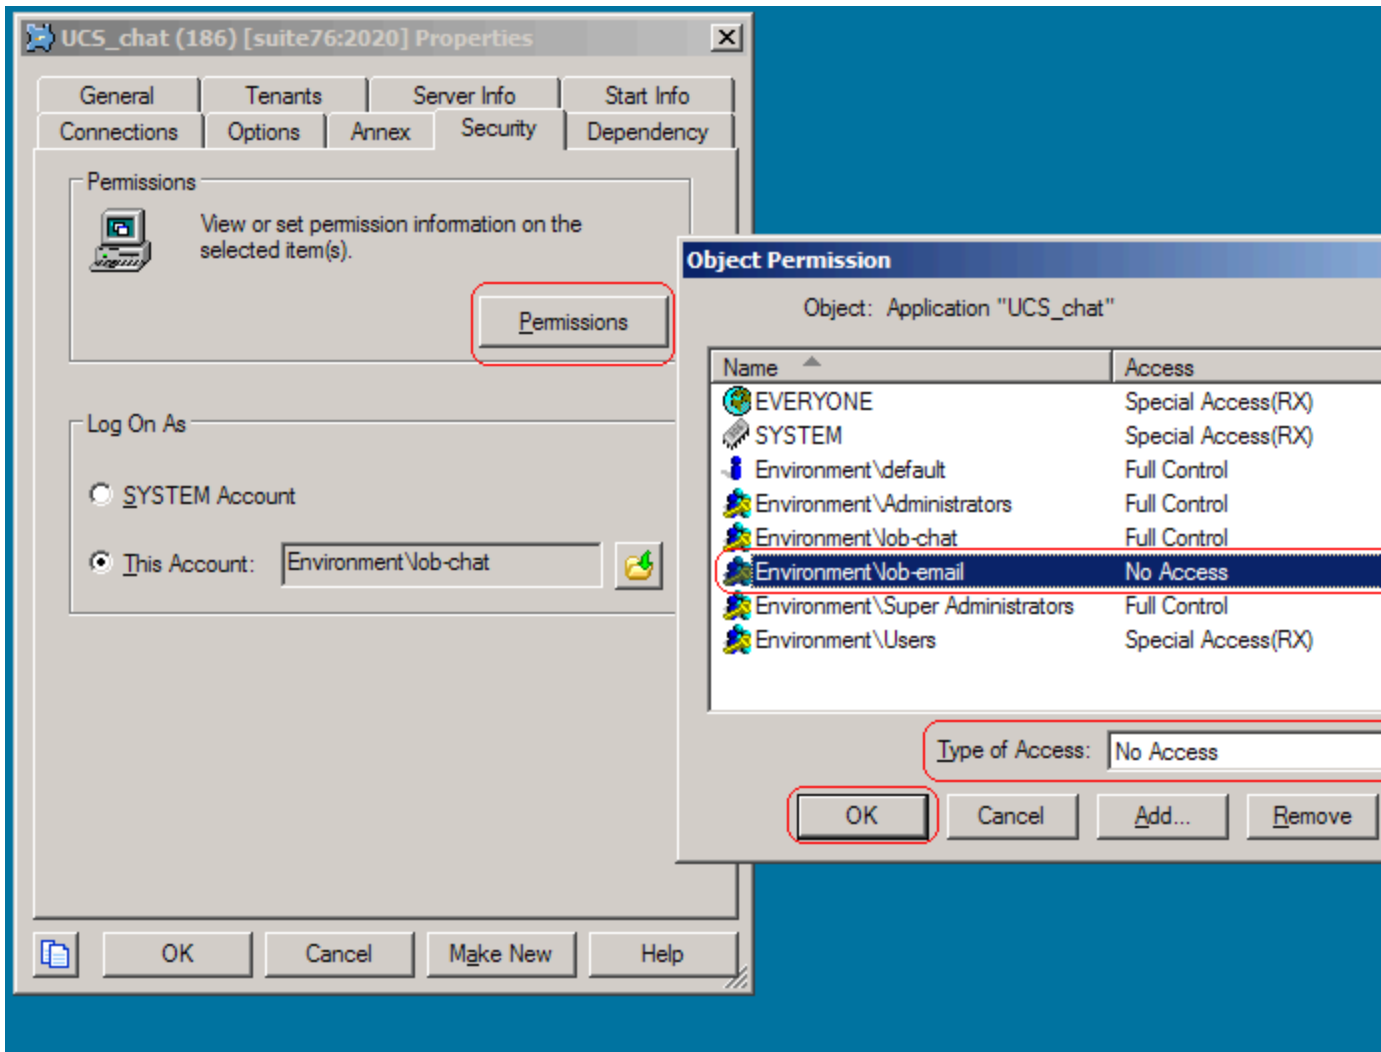 UCS_chat (186) [suite76:2020] Properties
General Tenants Server Info Start Info
Connections Options Annex Security Dependency
Permissions
View or set permission information on the
selected item(s).
Permissions
Log On As
SYSTEM Account
This Account: Environment\lob-chat
OK Cancel Make New Help
Object Permission
Object: Application "UCS_chat"
Name Access
EVERYONE Special Access(RX)
SYSTEM Special Access(RX)
Environment\default Full Control
Environment\Administrators Full Control
Environment\lob-chat Full Control
Environment\lob-email No Access
Environment\Super Administrators Full Control
Environment\Users Special Access(RX)
Type of Access: No Access
OK Cancel Add... Remove